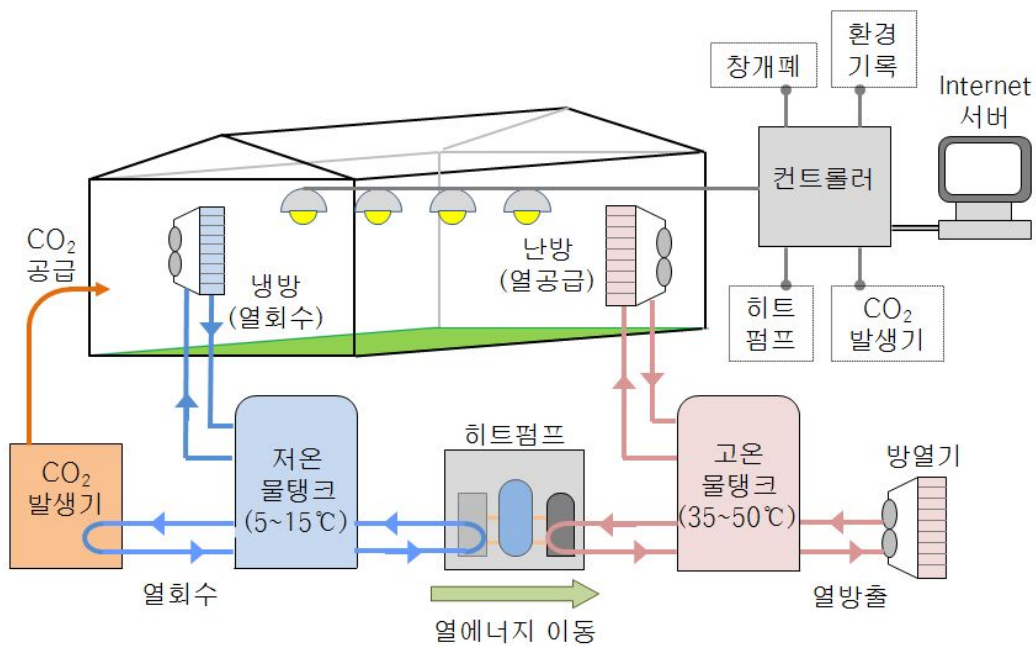 창개폐
환경
기록
Internet
서버
컨트롤러
CO₂
공급
냉방
(열회수)
난방
(열공급)
히트
펌프
CO₂
발생기
CO₂
발생기
저온
물탱크
(5~15℃)
히트펌프
고온
물탱크
(35~50℃)
방열기
열회수
열에너지 이동
열방출